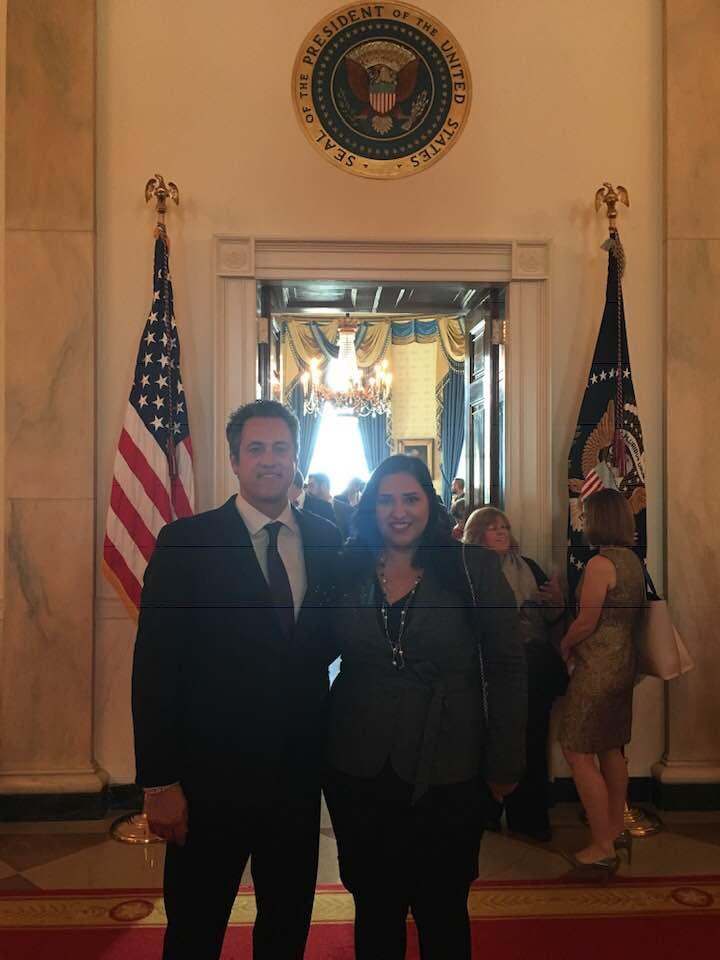 SEAL OF THE PRESIDENT OF THE UNITED STATES